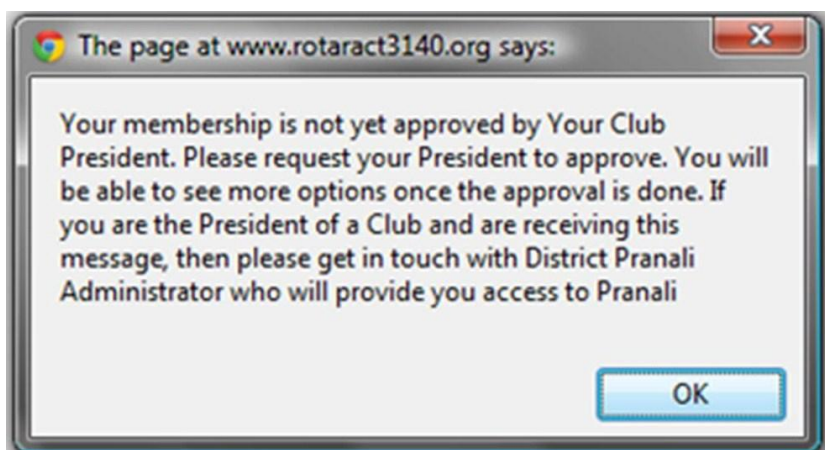 The page at www.rotaract3140.org says:
Your membership is not yet approved by Your Club
President. Please request your President to approve. You will
be able to see more options once the approval is done. If
you are the President of a Club and are receiving this
message, then please get in touch with District Pranali
Administrator who will provide you access to Pranali
OK